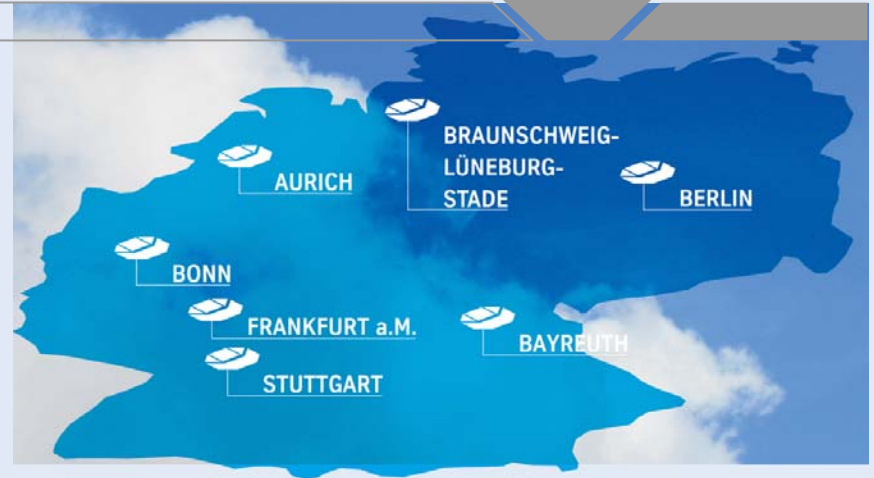 BRAUNSCHWEIG-
LÜNEBURG-
STADE
AURICH
BERLIN
BONN
FRANKFURT a.M.
BAYREUTH
STUTTGART